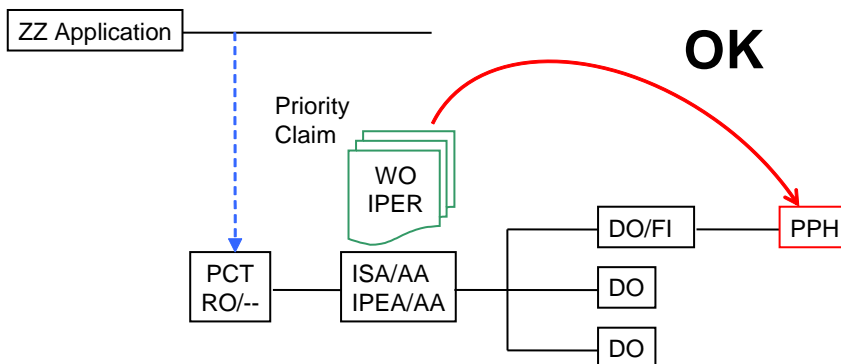 ZZ Application
OK
Priority
Claim
WO
IPER
DO/FI
PPH
PCT
RO/--
ISA/AA
IPEA/AA
DO
DO